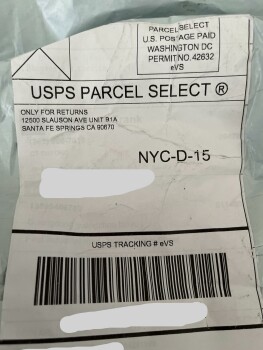 PARCEL SELECT
U.S. POSTAGE PAID
WASHINGTON DC
PERMIT NO. 42632
eVS
USPS PARCEL SELECT ®
ONLY FOR RETURNS
12500 SLAUSON AVE UNIT B1A
SANTA FE SPRINGS CA 90670
NYC-D-15
USPS TRACKING # eVS